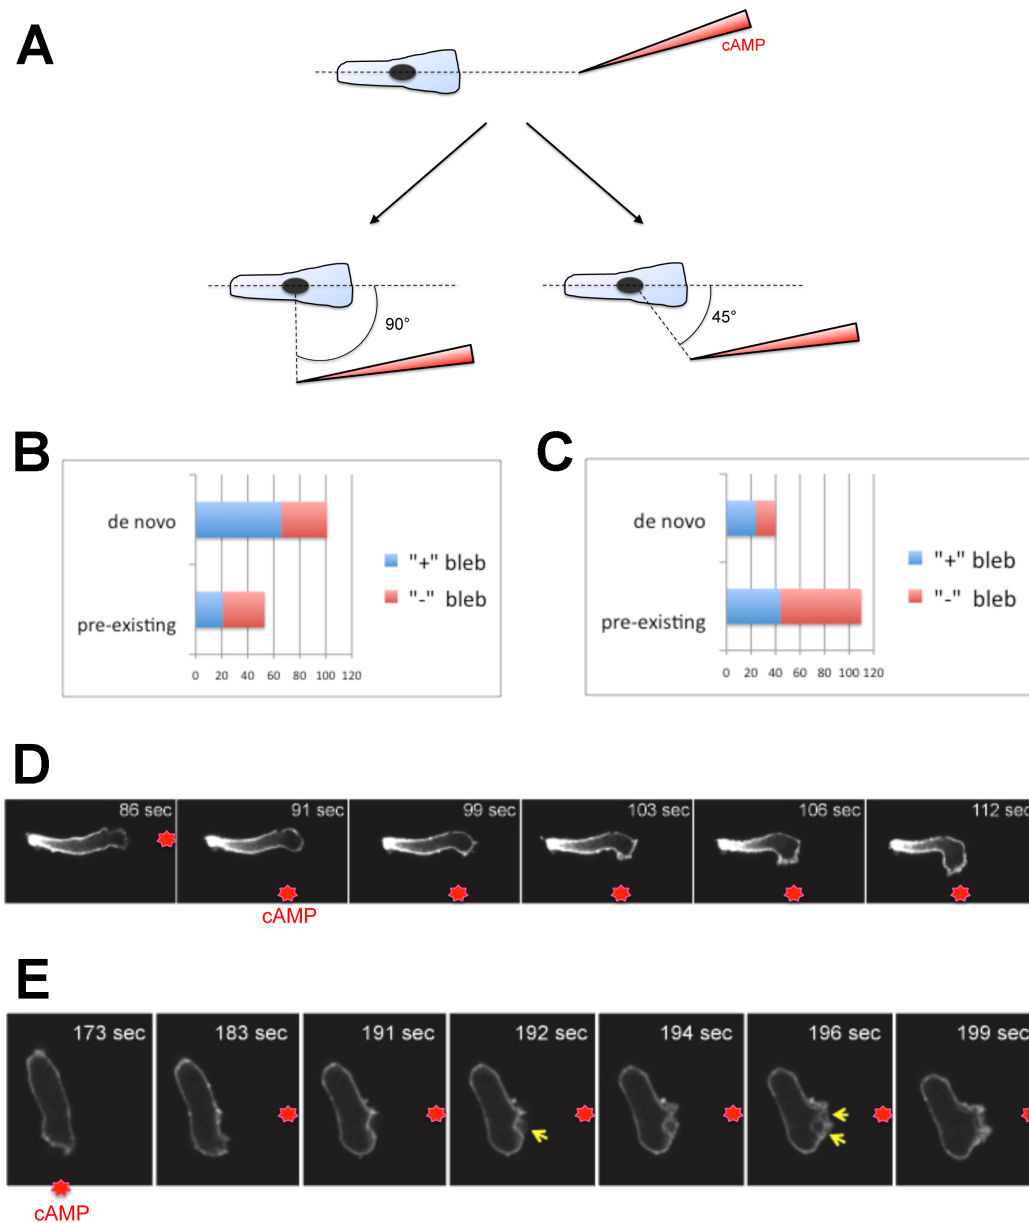 A
cAMP
90°
45°
B
de novo
pre-existing
0 20 40 60 80 100 120
"+" bleb
"-" bleb
C
de novo
pre-existing
0 20 40 60 80 100 120
"+" bleb
"-" bleb
D
86 sec 91 sec 99 sec 103 sec 106 sec 112 sec
cAMP
E
173 sec 183 sec 191 sec 192 sec 194 sec 196 sec 199 sec
cAMP